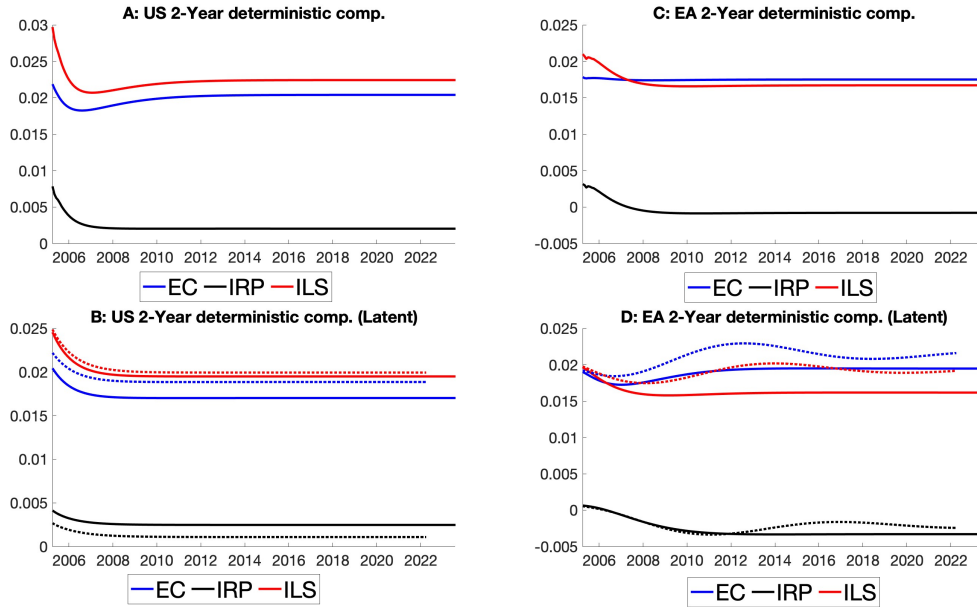 A: US 2-Year deterministic comp.
0.03
0.025
0.02
0.015
0.01
0.005
0
2006 2008 2010 2012 2014 2016 2018 2020 2022
EC IRP ILS
C: EA 2-Year deterministic comp.
0.025
0.02
0.015
0.01
0.005
0
-0.005
2006 2008 2010 2012 2014 2016 2018 2020 2022
EC IRP ILS
B: US 2-Year deterministic comp. (Latent)
0.025
0.02
0.015
0.01
0.005
0
2006 2008 2010 2012 2014 2016 2018 2020 2022
EC IRP ILS
D: EA 2-Year deterministic comp. (Latent)
0.025
0.02
0.015
0.01
0.005
0
-0.005
2006 2008 2010 2012 2014 2016 2018 2020 2022
EC IRP ILS